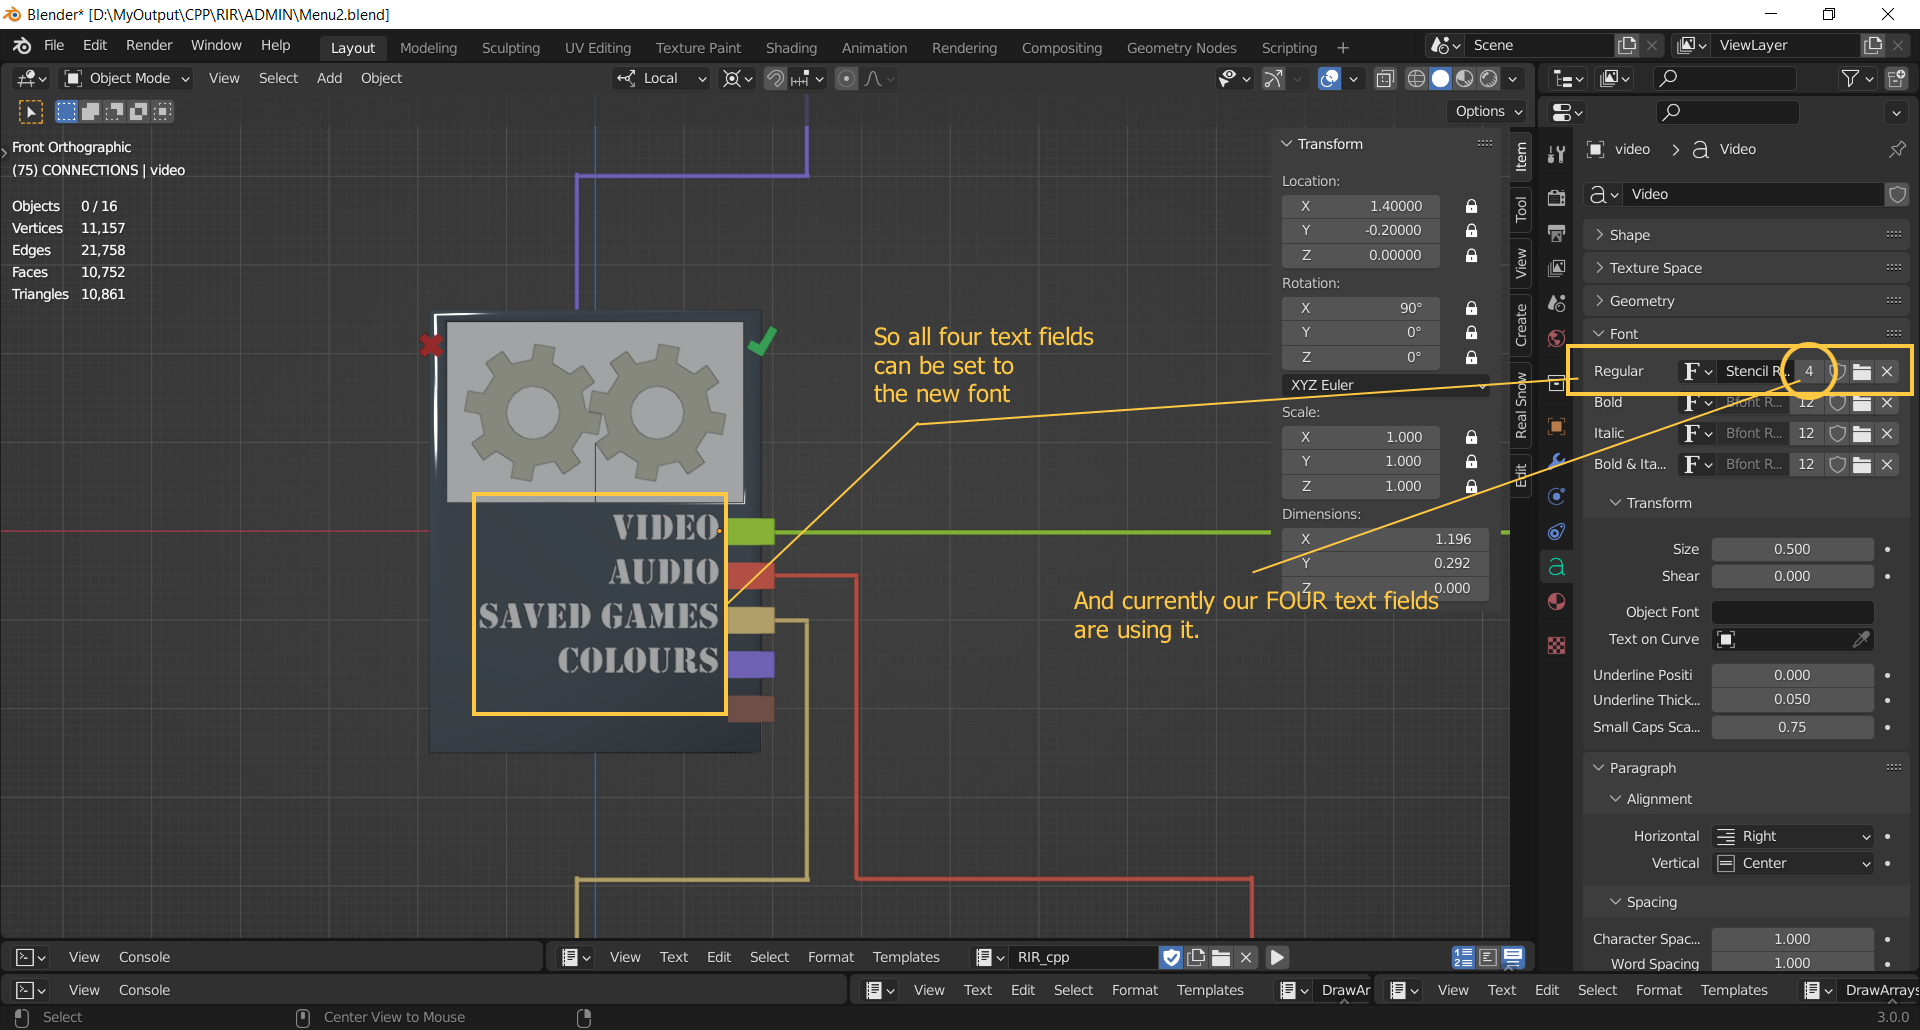 Blender* [D:\MyOutput\CPP\RIR\ADMIN\Menu2.blend]
File Edit Render Window Help Layout Modeling Sculpting UV Editing Texture Paint Shading Animation Rendering Compositing Geometry Nodes Scripting + Scene ViewLayer
Object Mode View Select Add Object Local
Options
Front Orthographic
(75) CONNECTIONS | video
Objects 0 / 16
Vertices 11,157
Edges 21,758
Faces 10,752
Triangles 10,861
So all four text fields
can be set to
the new font
VIDEO
AUDIO
SAVED GAMES
COLOURS
And currently our FOUR text fields
are using it.
Transform
Location:
X 1.40000
Y -0.20000
Z 0.00000
Rotation:
X 90°
Y 0°
Z 0°
XYZ Euler
Scale:
X 1.000
Y 1.000
Z 1.000
Dimensions:
X 1.196
Y 0.292
Z 0.000
Item
Tool
View
Create
Real Snow
Edit
video > Video
Video
Shape
Texture Space
Geometry
Font
Regular F Stencil R... 4
Bold F Bfont R... 12
Italic F Bfont R... 12
Bold & Ita... F Bfont R... 12
Transform
Size 0.500
Shear 0.000
Object Font
Text on Curve
Underline Positi 0.000
Underline Thick... 0.050
Small Caps Sca... 0.75
Paragraph
Alignment
Horizontal Right
Vertical Center
Spacing
Character Spac... 1.000
Word Spacing 1.000
View Console View Text Edit Select Format Templates RIR_cpp
View Console View Text Edit Select Format Templates DrawAr View Text Edit Select Format Templates DrawArrays
Select Center View to Mouse 3.0.0